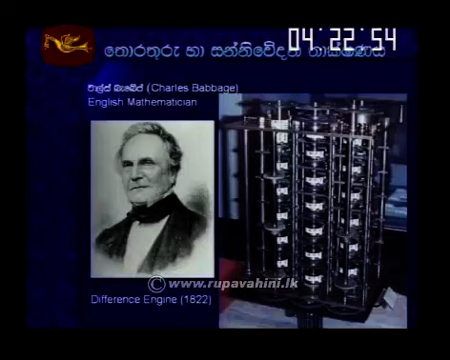 04:22:54
තොරතුරු හා සන්නිවේදන තාක්ෂණය
චාල්ස් බැබේජ් (Charles Babbage)
English Mathematician
© www.rupavahini.lk
Difference Engine (1822)